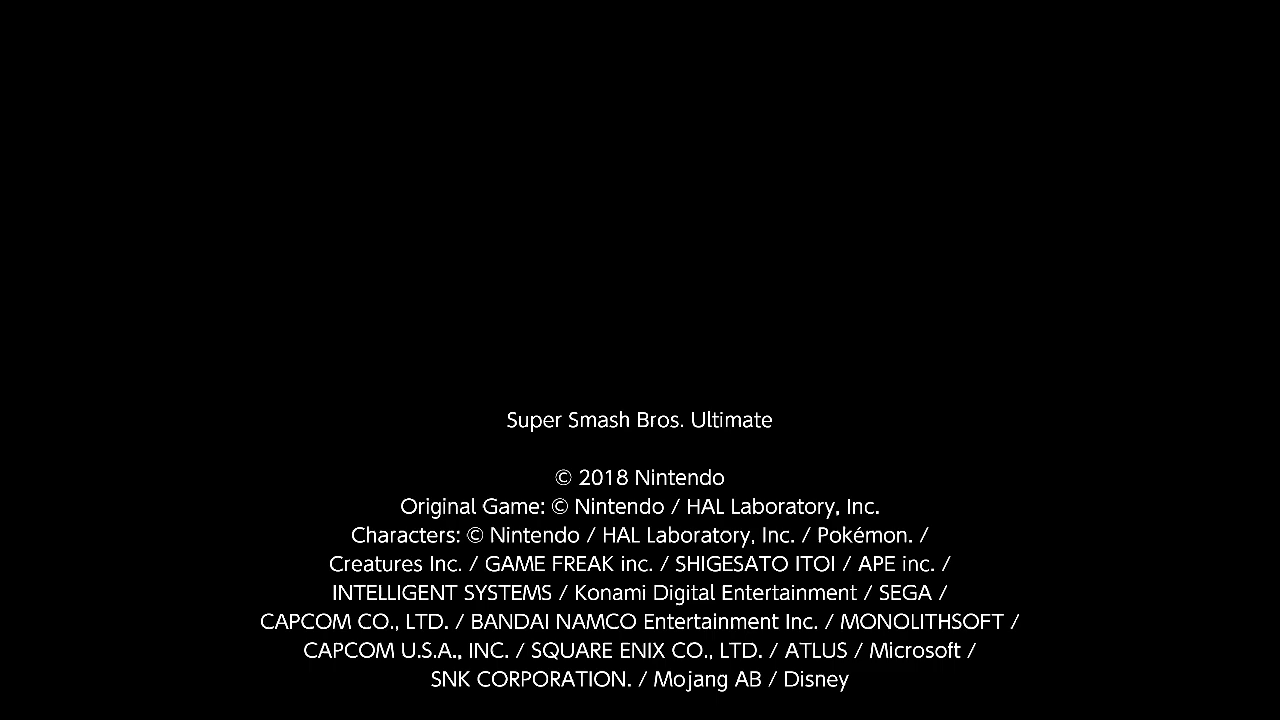 Super Smash Bros. Ultimate
© 2018 Nintendo
Original Game: © Nintendo / HAL Laboratory, Inc.
Characters: © Nintendo / HAL Laboratory, Inc. / Pokémon. /
Creatures Inc. / GAME FREAK inc. / SHIGESATO ITOI / APE inc. /
INTELLIGENT SYSTEMS / Konami Digital Entertainment / SEGA /
CAPCOM CO., LTD. / BANDAI NAMCO Entertainment Inc. / MONOLITHSOFT /
CAPCOM U.S.A., INC. / SQUARE ENIX CO., LTD. / ATLUS / Microsoft /
SNK CORPORATION. / Mojang AB / Disney